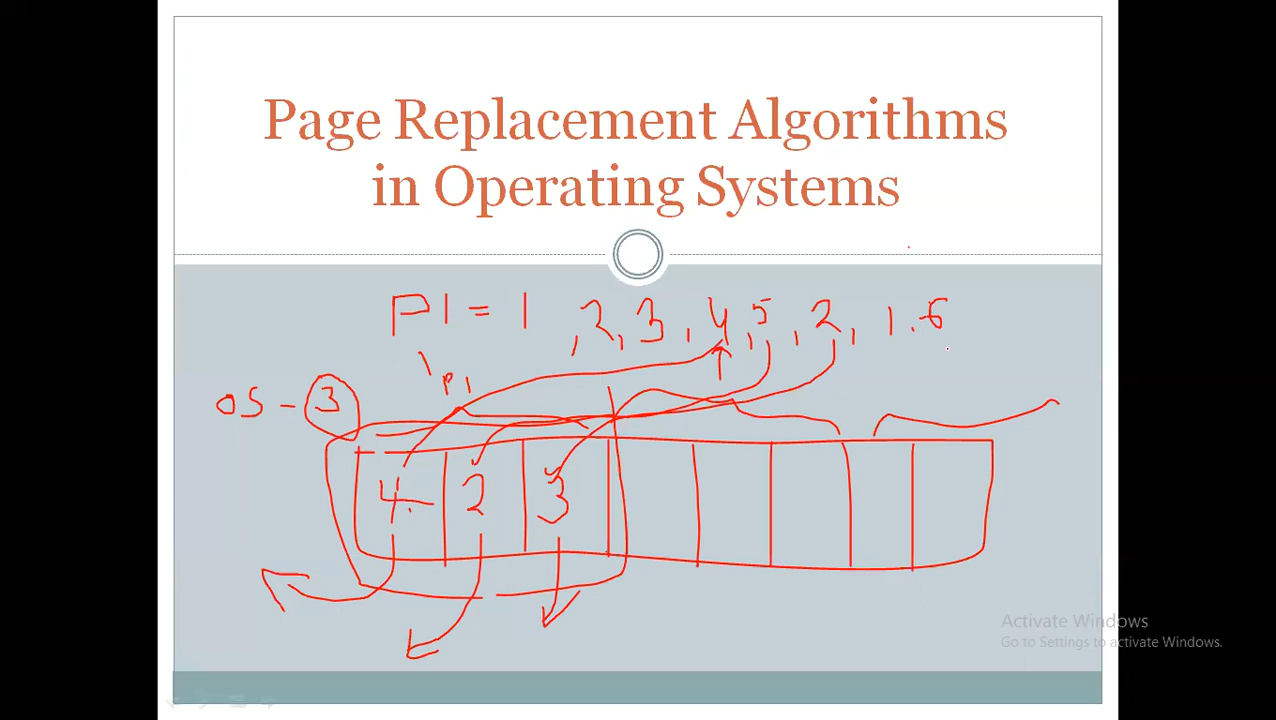 Page Replacement Algorithms
in Operating Systems
P1 = 1 , 2 , 3 , 4 , 5 , 2 , 1 . 6
P1
OS - 3
4 2 3
Activate Windows
Go to Settings to activate Windows.